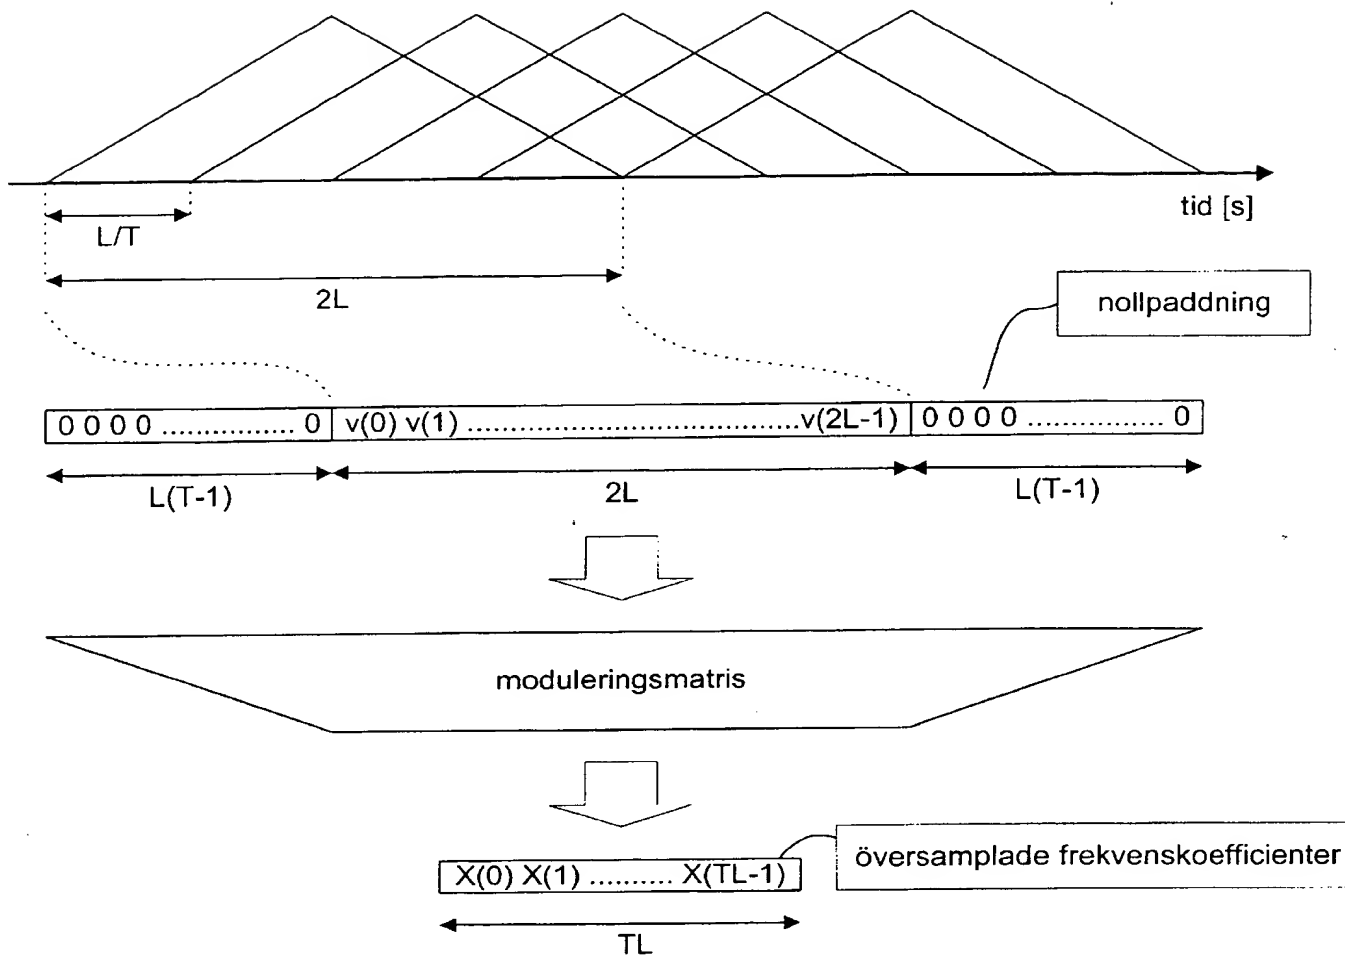 tid [s]
L/T
2L
nollpaddning
0 0 0 0 ............... 0 v(0) v(1) .....................................v(2L-1) 0 0 0 0 ............... 0
L(T-1) 2L L(T-1)
moduleringsmatris
översamplade frekvenskoefficienter
X(0) X(1) .......... X(TL-1)
TL